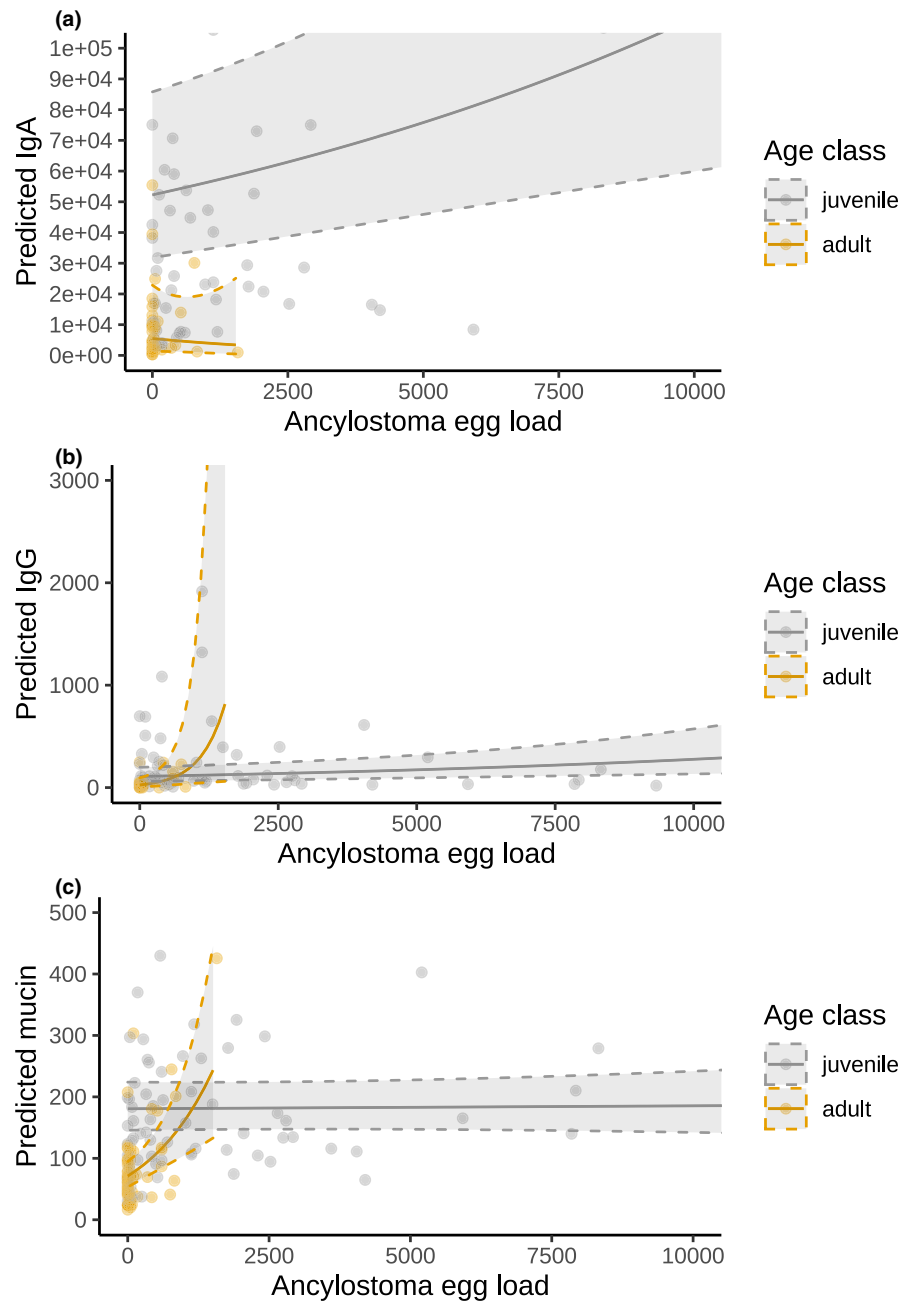 (a)
1e+05
9e+04
8e+04
7e+04
6e+04
5e+04
4e+04
3e+04
2e+04
1e+04
0e+00
Predicted IgA
0 2500 5000 7500 10000
Ancylostoma egg load
Age class
juvenile
adult
(b)
3000
2000
1000
0
Predicted IgG
0 2500 5000 7500 10000
Ancylostoma egg load
Age class
juvenile
adult
(c)
500
400
300
200
100
0
Predicted mucin
0 2500 5000 7500 10000
Ancylostoma egg load
Age class
juvenile
adult